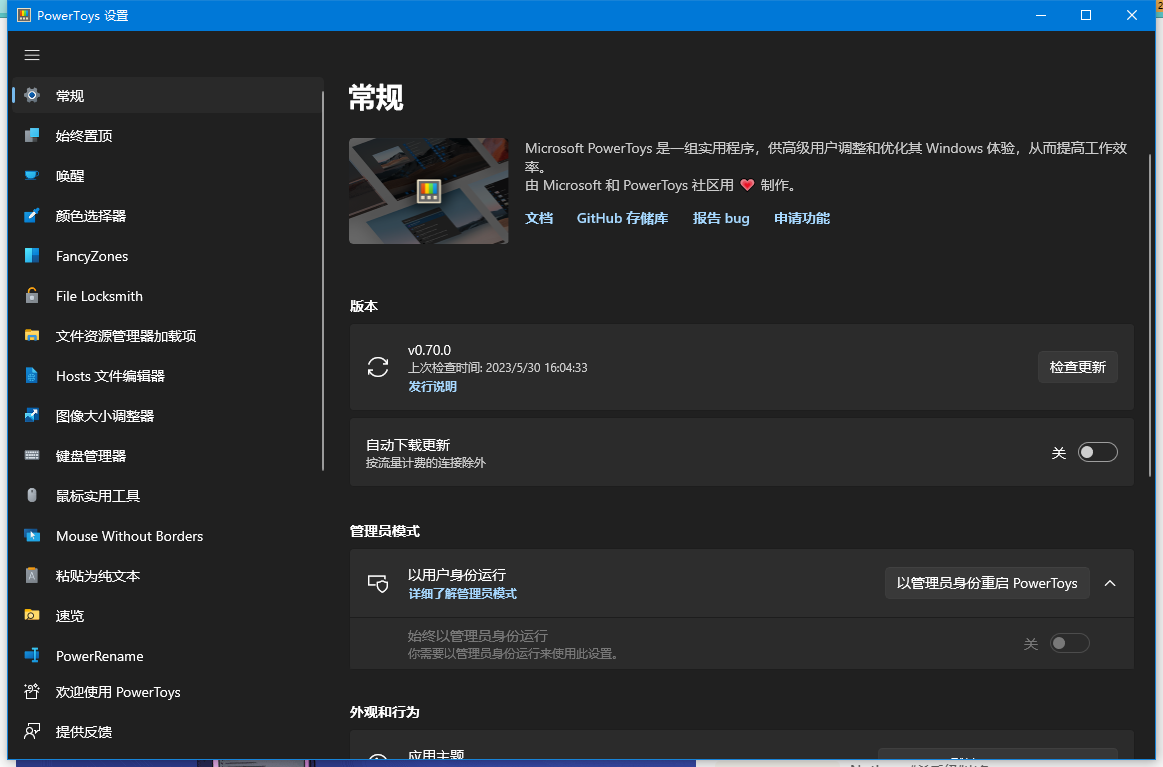 PowerToys 设置
常规
始终置顶
唤醒
颜色选择器
FancyZones
File Locksmith
文件资源管理器加载项
Hosts 文件编辑器
图像大小调整器
键盘管理器
鼠标实用工具
Mouse Without Borders
粘贴为纯文本
速览
PowerRename
欢迎使用 PowerToys
提供反馈
常规
Microsoft PowerToys 是一组实用程序，供高级用户调整和优化其 Windows 体验，从而提高工作效
率。
由 Microsoft 和 PowerToys 社区用 ❤ 制作。
文档 GitHub 存储库 报告 bug 申请功能
版本
v0.70.0
上次检查时间: 2023/5/30 16:04:33
发行说明
检查更新
自动下载更新
按流量计费的连接除外
关
管理员模式
以用户身份运行
详细了解管理员模式
以管理员身份重启 PowerToys
始终以管理员身份运行
你需要以管理员身份运行来使用此设置。
关
外观和行为
应用主题